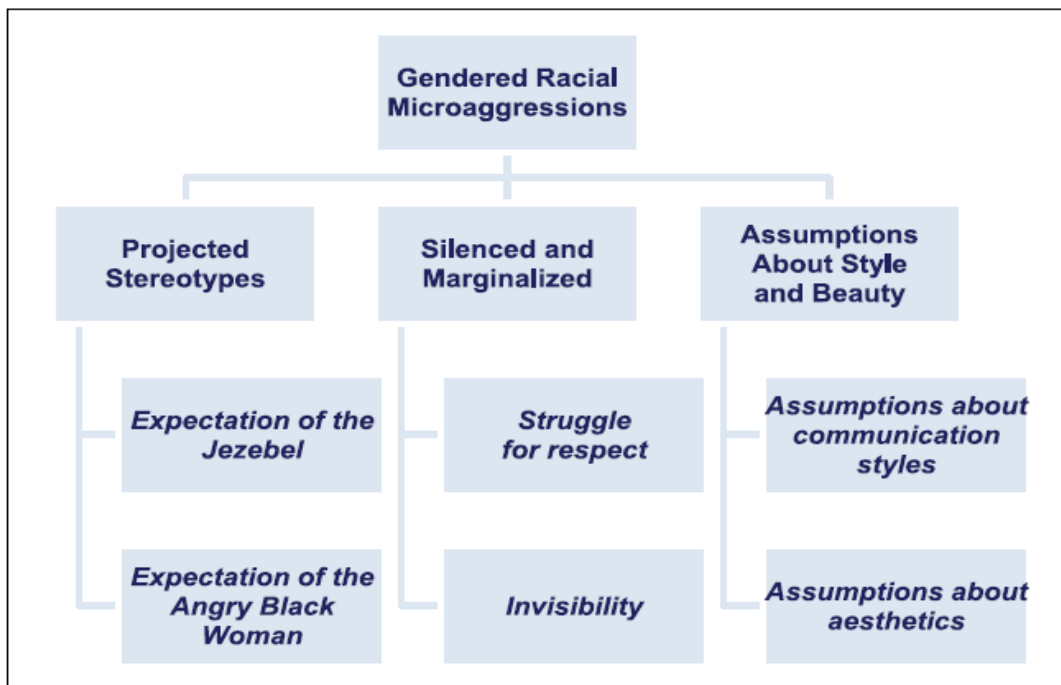 Gendered Racial
Microaggressions
Projected
Stereotypes
Silenced and
Marginalized
Assumptions
About Style
and Beauty
Expectation of the
Jezebel
Struggle
for respect
Assumptions about
communication
styles
Expectation of the
Angry Black
Woman
Invisibility
Assumptions about
aesthetics